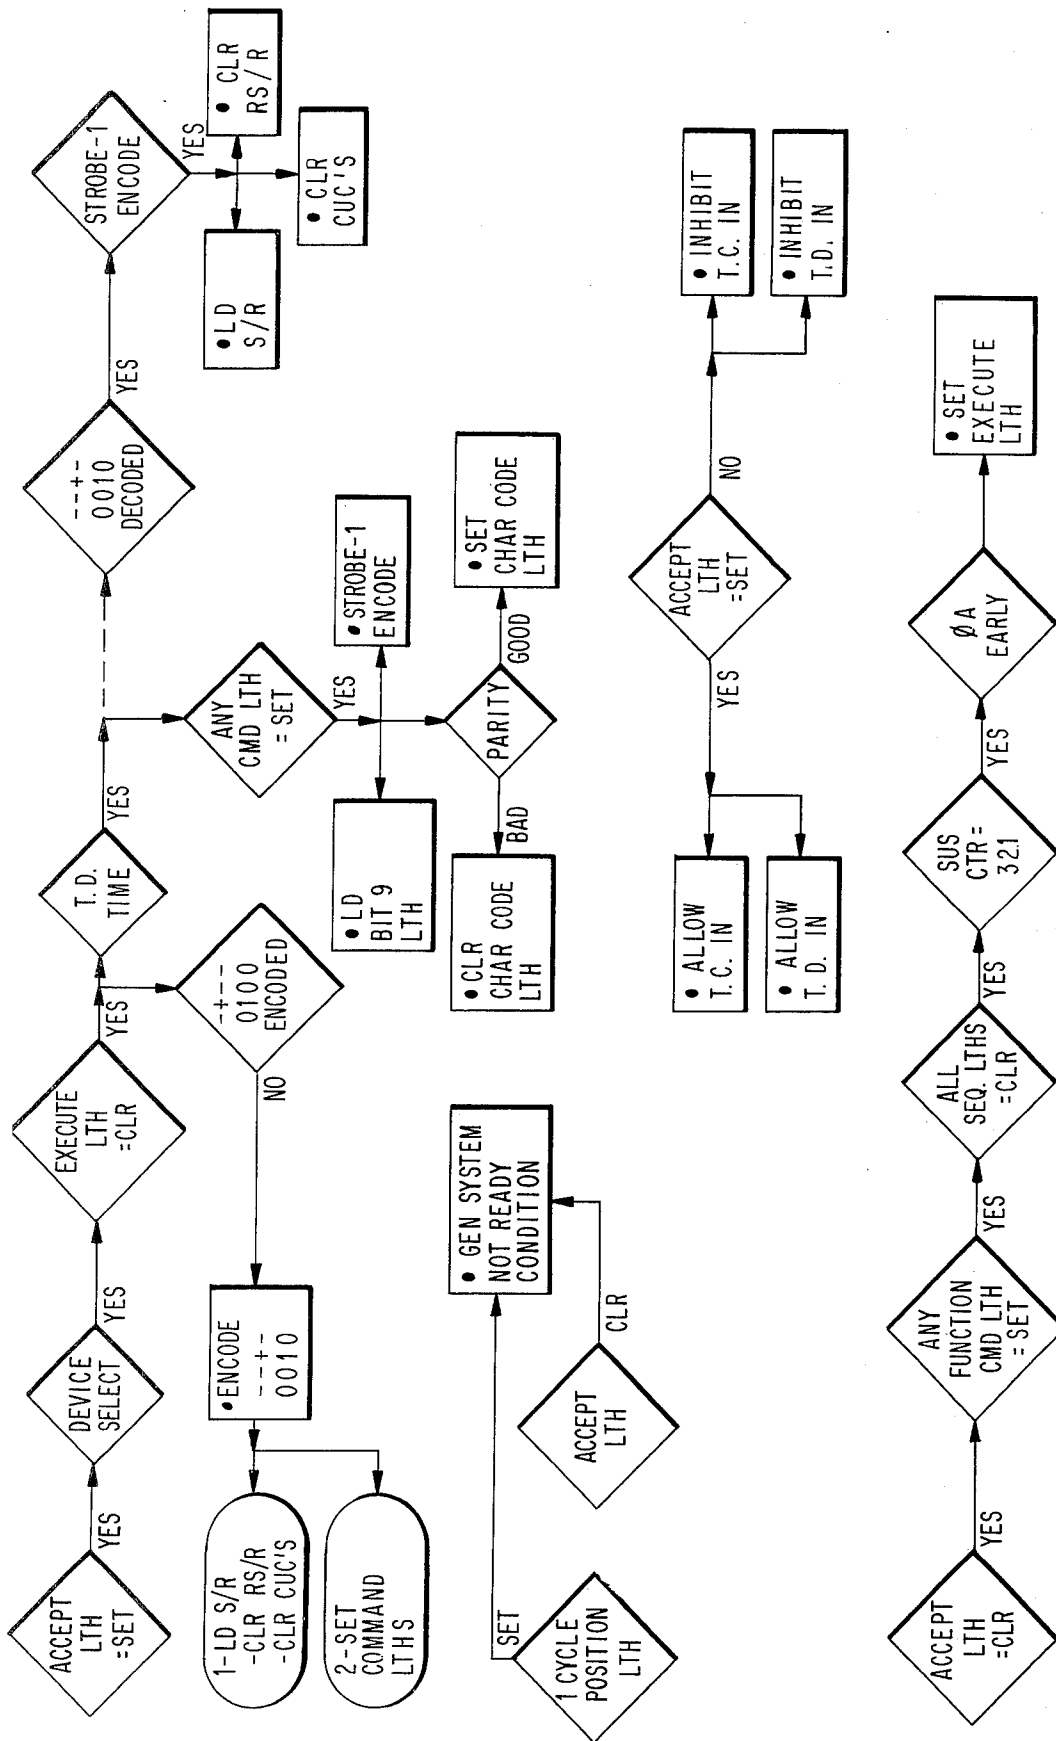 ACCEPT
LTH
=SET
YES
DEVICE
SELECT
YES
EXECUTE
LTH
=CLR
YES
T.D.
TIME
YES
--+-
0010
DECODED
YES
STROBE-1
ENCODE
YES
• LD
S/R
• CLR
RS/R
• CLR
CUC'S
-+--
0100
ENCODED
NO
• ENCODE
--+-
0010
1-LD S/R
-CLR RS/R
-CLR CUC'S
2-SET
COMMAND
LTHS
ANY
CMD LTH
=SET
YES
• LD
BIT 9
LTH
• STROBE-1
ENCODE
PARITY
BAD
GOOD
• CLR
CHAR CODE
LTH
• SET
CHAR CODE
LTH
1 CYCLE
POSITION
LTH
SET
ACCEPT
LTH
CLR
• GEN SYSTEM
NOT READY
CONDITION
ACCEPT
LTH
=SET
YES
NO
• ALLOW
T.C. IN
• ALLOW
T.D. IN
• INHIBIT
T.C. IN
• INHIBIT
T.D. IN
ACCEPT
LTH
=CLR
YES
ANY
FUNCTION
CMD LTH
=SET
YES
ALL
SEQ. LTHS
=CLR
YES
SUS
CTR=
321
YES
ØA
EARLY
• SET
EXECUTE
LTH